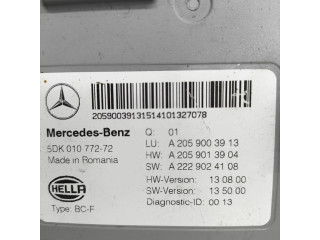 20590039131514101327078
Mercedes-Benz
Q: 01
5DK 010 772-72
LU: A 205 900 39 13
Made in Romania
HW: A 205 901 39 04
SW: A 222 902 41 08
HELLA
HW-Version: 13 08 00
SW-Version: 13 50 00
Type: BC-F
Diagnostic-ID: 00 13